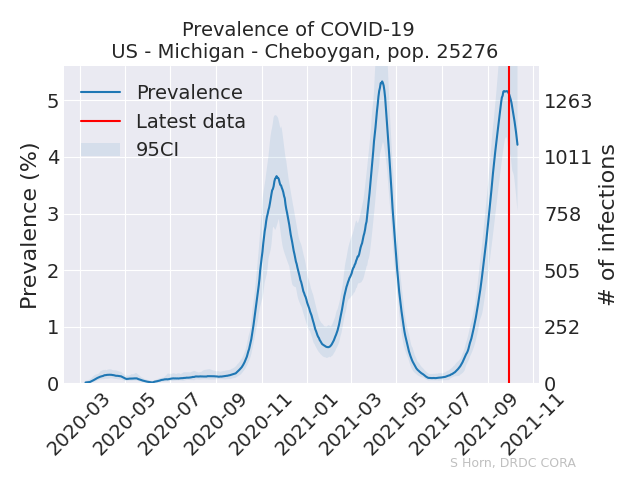 Prevalence of COVID-19
US - Michigan - Cheboygan, pop. 25276
Prevalence
Latest data
95CI
Prevalence (%)
5
4
3
2
1
0
# of infections
1263
1011
758
505
252
0
2020-03
2020-05
2020-07
2020-09
2020-11
2021-01
2021-03
2021-05
2021-07
2021-09
2021-11
S Horn, DRDC CORA